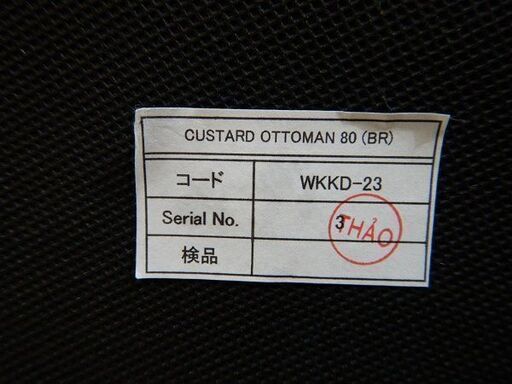 CUSTARD OTTOMAN 80 (BR)
コード WKKD-23
Serial No. 3
THẢO
検品